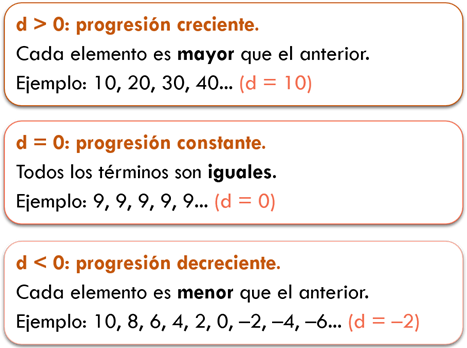 d > 0: progresión creciente.
Cada elemento es mayor que el anterior.
Ejemplo: 10, 20, 30, 40... (d = 10)
d = 0: progresión constante.
Todos los términos son iguales.
Ejemplo: 9, 9, 9, 9, 9... (d = 0)
d < 0: progresión decreciente.
Cada elemento es menor que el anterior.
Ejemplo: 10, 8, 6, 4, 2, 0, –2, –4, –6... (d = –2)